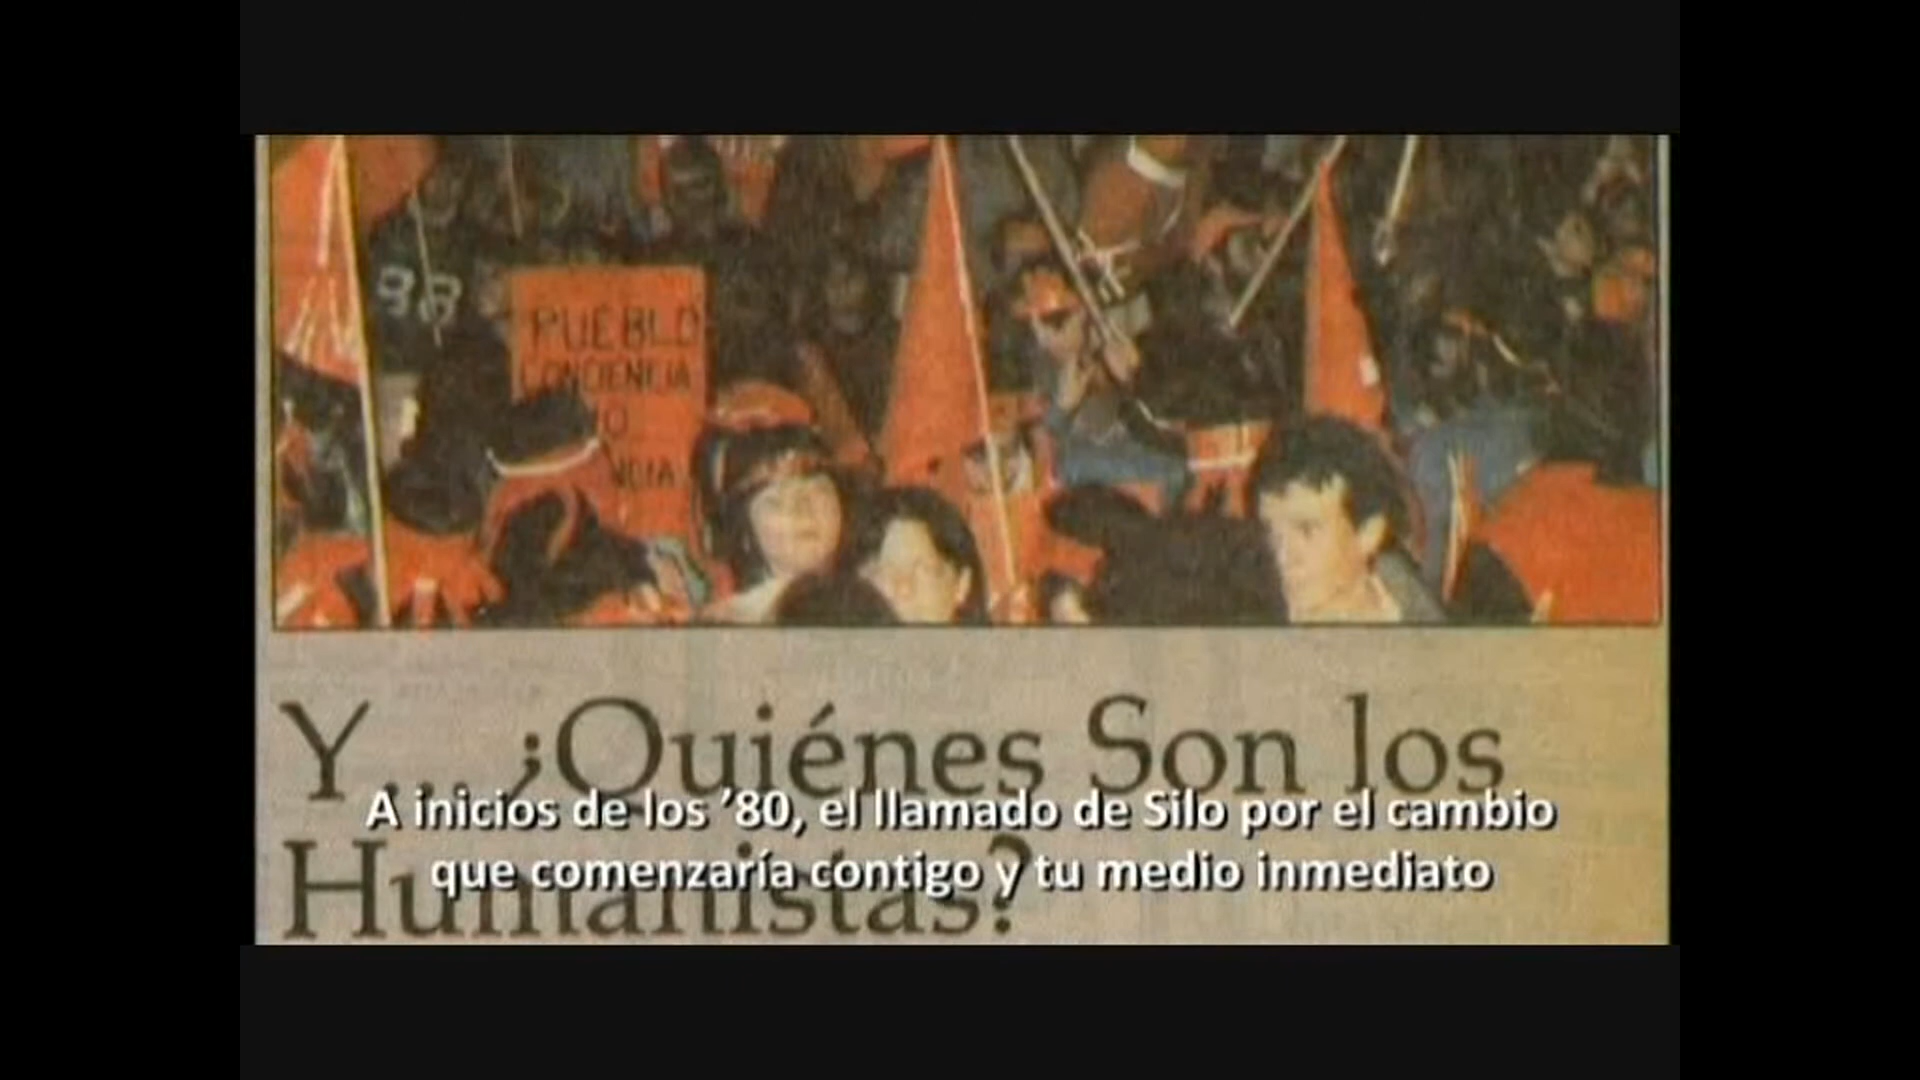 PUEBLO
CONCIENCIA
Y... ¿Quiénes Son los
Humanistas?
A inicios de los ’80, el llamado de Silo por el cambio
que comenzaría contigo y tu medio inmediato